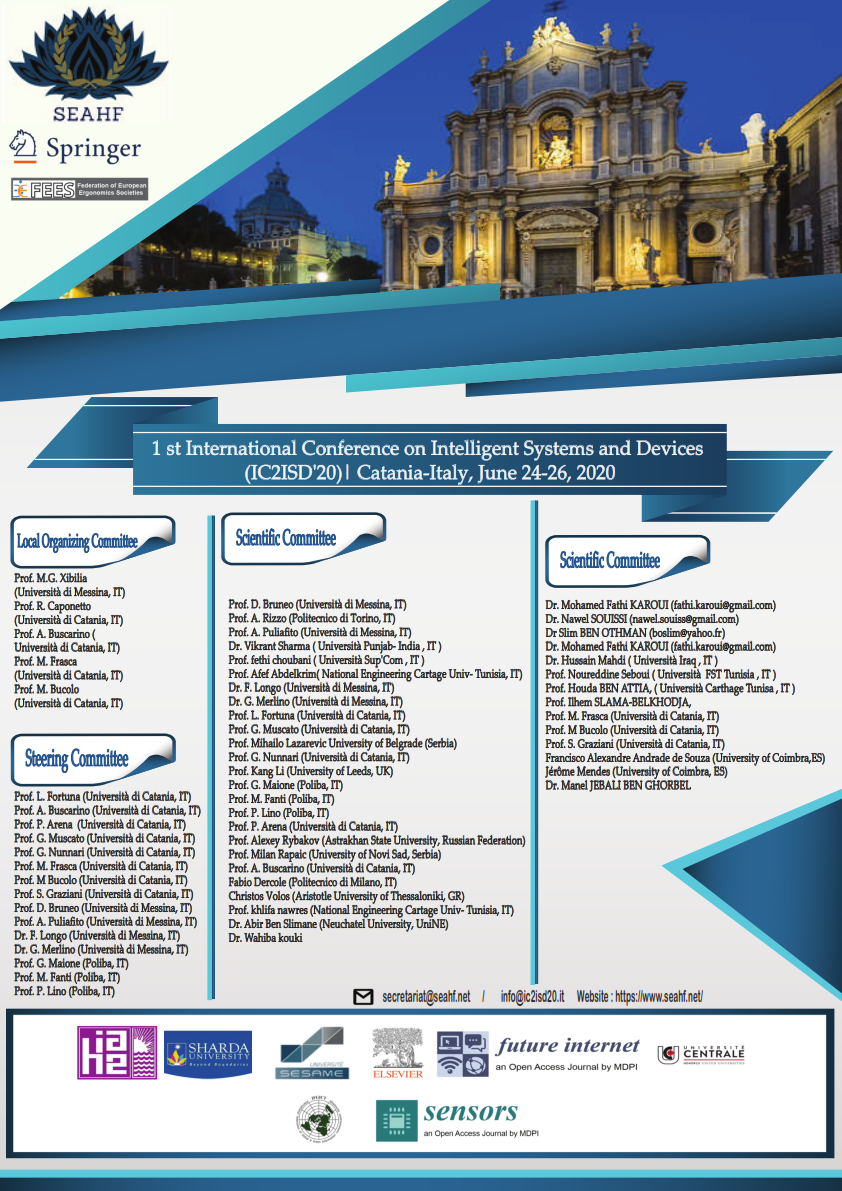 SEAHF
Springer
FEES Federation of European
Ergonomics Societies
1 st International Conference on Intelligent Systems and Devices
(IC2ISD'20)| Catania-Italy, June 24-26, 2020
Local Organizing Committee
Prof. M.G. Xibilia
(Università di Messina, IT)
Prof. R. Caponetto
(Università di Catania, IT)
Prof. A. Buscarino (
Università di Catania, IT)
Prof. M. Frasca
(Università di Catania, IT)
Prof. M. Bucolo
(Università di Catania, IT)
Steering Committee
Prof. L. Fortuna (Università di Catania, IT)
Prof. A. Buscarino (Università di Catania, IT)
Prof. P. Arena (Università di Catania, IT)
Prof. G. Muscato (Università di Catania, IT)
Prof. G. Nunnari (Università di Catania, IT)
Prof. M. Frasca (Università di Catania, IT)
Prof. M Bucolo (Università di Catania, IT)
Prof. S. Graziani (Università di Catania, IT)
Prof. D. Bruneo (Università di Messina, IT)
Prof. A. Puliafito (Università di Messina, IT)
Dr. F. Longo (Università di Messina, IT)
Dr. G. Merlino (Università di Messina, IT)
Prof. G. Maione (Poliba, IT)
Prof. M. Fanti (Poliba, IT)
Prof. P. Lino (Poliba, IT)
Scientific Committee
Prof. D. Bruneo (Università di Messina, IT)
Prof. A. Rizzo (Politecnico di Torino, IT)
Prof. A. Puliafito (Università di Messina, IT)
Dr. Vikrant Sharma ( Università Punjab- India , IT )
Prof. fethi choubani ( Università Sup'Com , IT )
Prof. Afef Abdelkrim( National Engineering Cartage Univ- Tunisia, IT)
Dr. F. Longo (Università di Messina, IT)
Dr. G. Merlino (Università di Messina, IT)
Prof. L. Fortuna (Università di Catania, IT)
Prof. G. Muscato (Università di Catania, IT)
Prof. Mihailo Lazarevic University of Belgrade (Serbia)
Prof. G. Nunnari (Università di Catania, IT)
Prof. Kang Li (University of Leeds, UK)
Prof. G. Maione (Poliba, IT)
Prof. M. Fanti (Poliba, IT)
Prof. P. Lino (Poliba, IT)
Prof. P. Arena (Università di Catania, IT)
Prof. Alexey Rybakov (Astrakhan State University, Russian Federation)
Prof. Milan Rapaic (University of Novi Sad, Serbia)
Prof. A. Buscarino (Università di Catania, IT)
Fabio Dercole (Politecnico di Milano, IT)
Christos Volos (Aristotle University of Thessaloniki, GR)
Prof. khlifa nawres (National Engineering Cartage Univ- Tunisia, IT)
Dr. Abir Ben Slimane (Neuchatel University, UniNE)
Dr. Wahiba kouki
Scientific Committee
Dr. Mohamed Fathi KAROUI (fathi.karoui@gmail.com)
Dr. Nawel SOUISSI (nawel.souiss@gmail.com)
Dr Slim BEN OTHMAN (boslim@yahoo.fr)
Dr. Mohamed Fathi KAROUI (fathi.karoui@gmail.com)
Dr. Hussain Mahdi ( Università Iraq , IT )
Prof. Noureddine Seboui ( Università FST Tunisia , IT )
Prof. Houda BEN ATTIA, ( Università Carthage Tunisa , IT )
Prof. Ilhem SLAMA-BELKHODJA,
Prof. M. Frasca (Università di Catania, IT)
Prof. M Bucolo (Università di Catania, IT)
Prof. S. Graziani (Università di Catania, IT)
Francisco Alexandre Andrade de Souza (University of Coimbra,ES)
Jérôme Mendes (University of Coimbra, ES)
Dr. Manel JEBALI BEN GHORBEL
secretariat@seahf.net / info@ic2isd20.it Website : https://www.seahf.net/
SHARDA
UNIVERSITY
Beyond Boundaries
UNIVERSITÉ
SESAME
ELSEVIER
future internet
an Open Access Journal by MDPI
UNIVERSITÉ
CENTRALE
HONORIS UNITED UNIVERSITIES
sensors
an Open Access Journal by MDPI